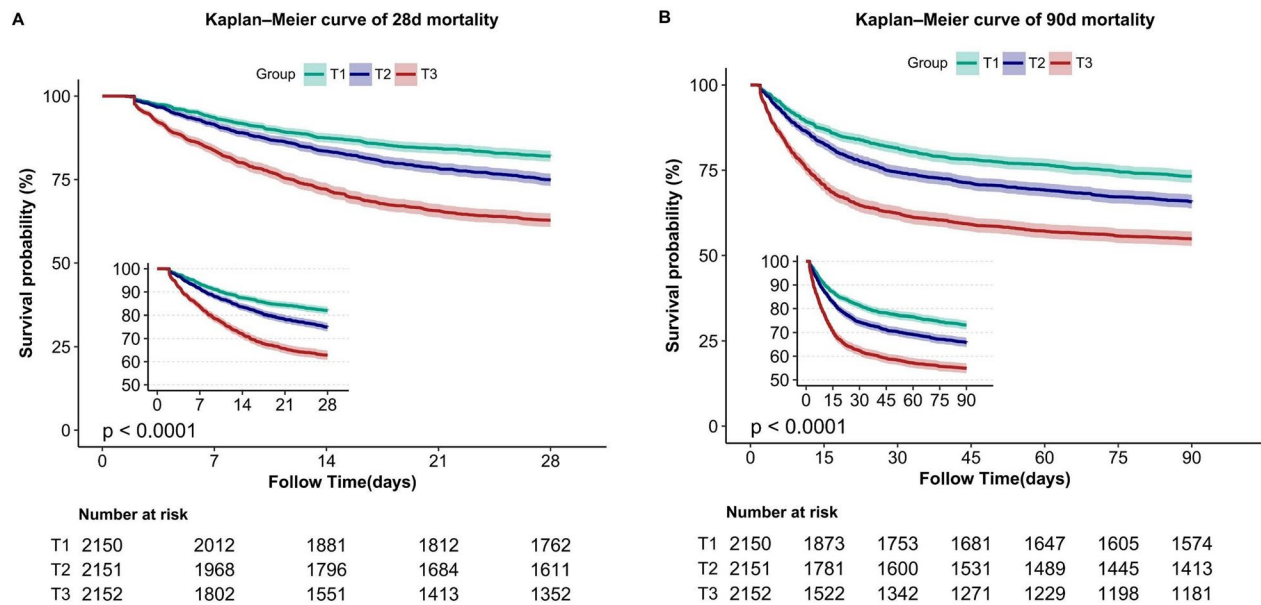 A
Kaplan–Meier curve of 28d mortality
Group T1 T2 T3
Survival probability (%)
100
75
50
25
0
100
90
80
70
60
50
0 7 14 21 28
p < 0.0001
0 7 14 21 28
Follow Time(days)
Number at risk
T1 2150 2012 1881 1812 1762
T2 2151 1968 1796 1684 1611
T3 2152 1802 1551 1413 1352
B
Kaplan–Meier curve of 90d mortality
Group T1 T2 T3
Survival probability (%)
100
75
50
25
0
100
90
80
70
60
50
0 15 30 45 60 75 90
p < 0.0001
0 15 30 45 60 75 90
Follow Time(days)
Number at risk
T1 2150 1873 1753 1681 1647 1605 1574
T2 2151 1781 1600 1531 1489 1445 1413
T3 2152 1522 1342 1271 1229 1198 1181